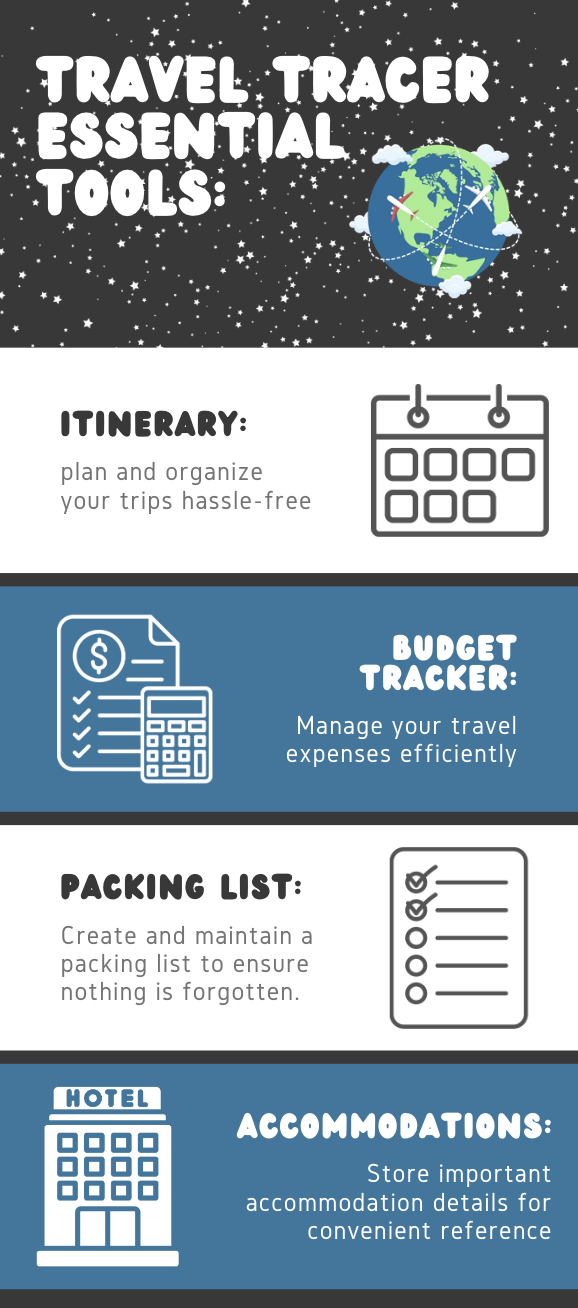 TRAVEL TRACER
ESSENTIAL
TOOLS:
ITINERARY:
plan and organize
your trips hassle-free
$
BUDGET
TRACKER:
Manage your travel
expenses efficiently
PACKING LIST:
Create and maintain a
packing list to ensure
nothing is forgotten.
HOTEL
ACCOMMODATIONS:
Store important
accommodation details for
convenient reference